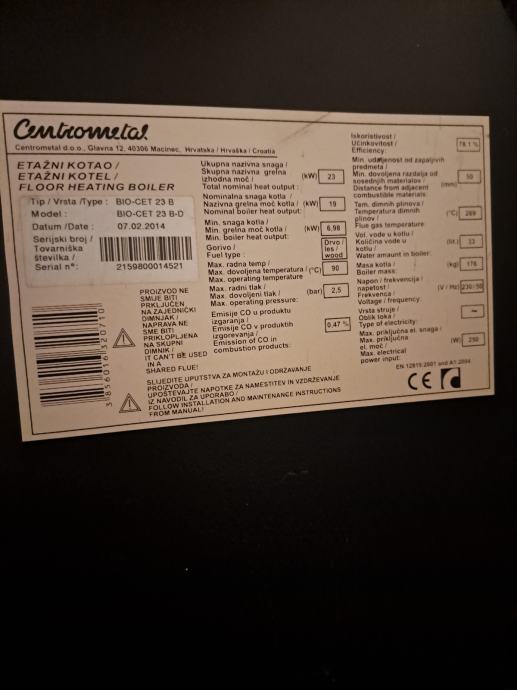 Centrometal
Centrometal d.o.o., Glavna 12, 40306 Macinec, Hrvatska / Hrvaška / Croatia
ETAŽNI KOTAO /
ETAŽNI KOTEL /
FLOOR HEATING BOILER
Tip / Vrsta /Type : BIO-CET 23 B
Model : BIO-CET 23 B-D
Datum /Date : 07.02.2014
Serijski broj /
Tovarniška
številka /
Serial nº: 2159800014521
3856016320710
PROIZVOD NE
SMIJE BITI
PRIKLJUČEN
NA ZAJEDNIČKI
DIMNJAK /
NAPRAVA NE
SME BITI
PRIKLOPLJENA
NA SKUPNI
DIMNIK /
IT CAN'T BE USED
IN A
SHARED FLUE!
Ukupna nazivna snaga /
Skupna nazivna grelna
izhodna moč / (kW) 23
Total nominal heat output :
Nominalna snaga kotla /
Nazivna grelna moč kotla / (kW) 19
Nominal boiler heat output:
Min. snaga kotla /
Min. grelna moč kotla / (kW) 6,98
Min. boiler heat output:
Gorivo / Drvo /
Fuel type : les /
wood
Max. radna temp /
Max. dovoljena temperatura / (°C) 90
Max. operating temperature
Max. radni tlak /
Max. dovoljeni tlak / (bar) 2,5
Max. operating pressure:
Emisije CO u produktu
izgaranja /
Emisije CO v produktih 0,47 %
izgorevanja /
Emission of CO in
combustion products:
SLIJEDITE UPUTSTVA ZA MONTAŽU I ODRŽAVANJE
PROIZVODA /
UPOŠTEVAJTE NAPOTKE ZA NAMESTITEV IN VZDRŽEVANJE
IZ NAVODIL ZA UPORABO /
FOLLOW INSTALLATION AND MAINTENANCE INSTRUCTIONS
FROM MANUAL!
Iskoristivost /
Učinkovitost / 78,1 %
Efficiency:
Min. udaljenost od zapaljivih
predmeta /
Min. dovoljena razdalja od
sosednjih materialov / (mm) 50
Distance from adjacent
combustible materials:
Tem. dimnih plinova /
Temperatura dimnih
plinov / (°C) 289
Flue gas temperature:
Vol. vode u kotlu /
Količina vode v
kotlu / (lit.) 33
Water amaunt in boiler:
Masa kotla / (kg) 176
Boiler mass:
Napon / frekvencija /
napetost / (V / Hz) 230 / 50
Frekvenca /
Voltage / frequency:
Vrsta struje /
Oblik toka / ~
Type of electricity:
Max. priključna el. snaga /
Max. priključna
el. moč / (W) 250
Max. electrical
power input:
EN 12815:2001 and A1:2004
CE